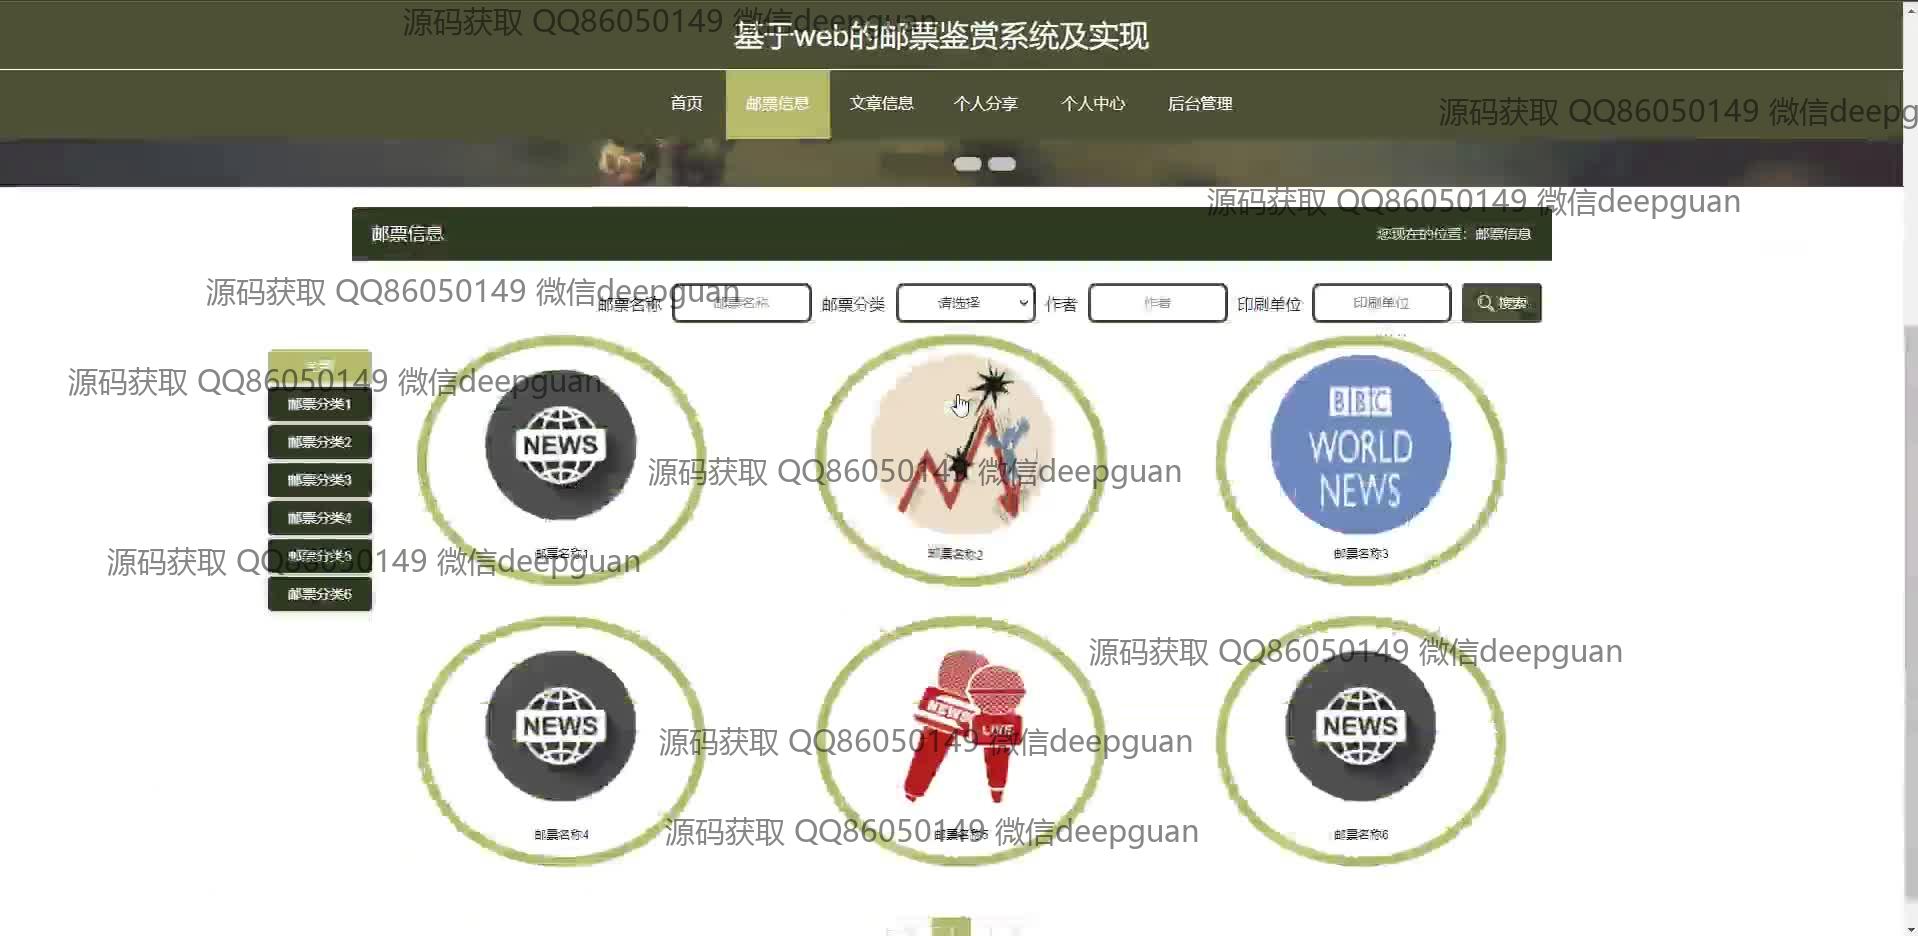 源码获取 QQ86050149 微信deepguan
基于web的邮票鉴赏系统及实现
首页 邮票信息 文章信息 个人分享 个人中心 后台管理
源码获取 QQ86050149 微信deepg
源码获取 QQ86050149 微信deepguan
邮票信息 您现在的位置: 邮票信息
源码获取 QQ86050149 微信deepguan
邮票名称 邮票名称 邮票分类 请选择 作者 作者 印刷单位 印刷单位 搜索
源码获取 QQ86050149 微信deepguan
邮票分类1
邮票分类2
邮票分类3
邮票分类4
邮票分类5
邮票分类6
NEWS
邮票名称1
源码获取 QQ86050149 微信deepguan
邮票名称2
BBC
WORLD
NEWS
邮票名称3
源码获取 QQ86050149 微信deepguan
源码获取 QQ86050149 微信deepguan
NEWS
邮票名称4
NEWS
LIVE
源码获取 QQ86050149 微信deepguan
邮票名称5
源码获取 QQ86050149 微信deepguan
NEWS
邮票名称6